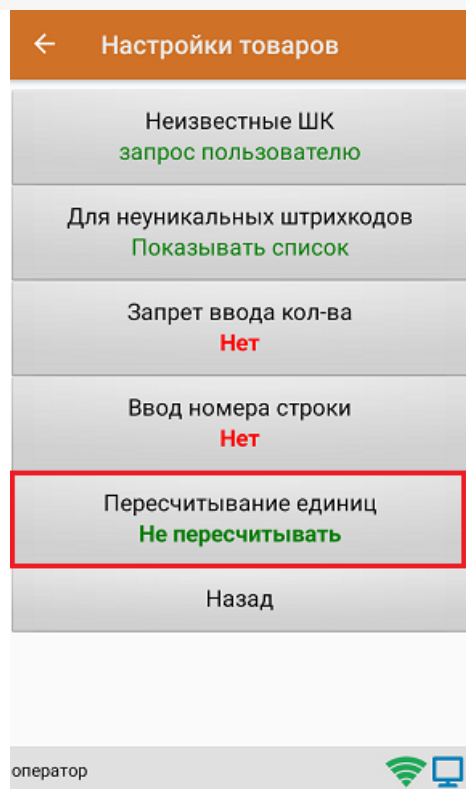 Настройки товаров
Неизвестные ШК
запрос пользователю
Для неуникальных штрихкодов
Показывать список
Запрет ввода кол-ва
Нет
Ввод номера строки
Нет
Пересчитывание единиц
Не пересчитывать
Назад
оператор